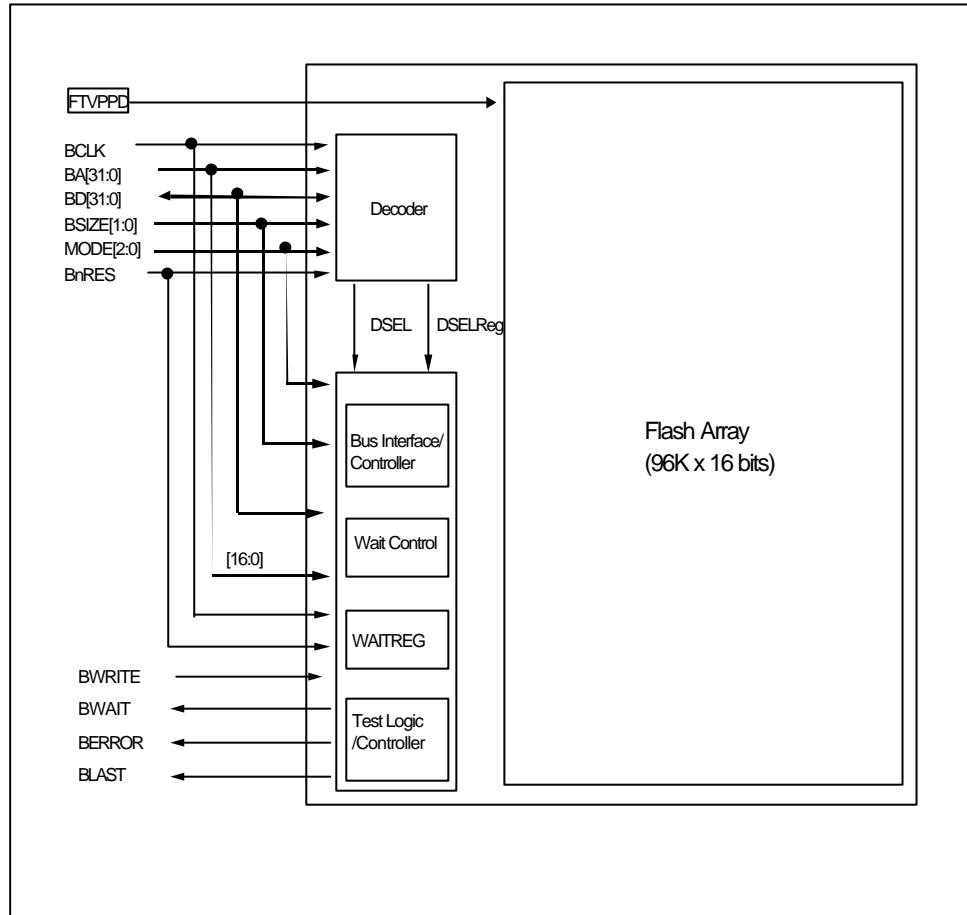 FTVPPD
BCLK
BA[31:0]
BD[31:0]
BSIZE[1:0]
MODE[2:0]
BnRES
Decoder
DSEL
DSELReg
Bus Interface/
Controller
Flash Array
(96K x 16 bits)
Wait Control
[16:0]
WAITREG
BWRITE
BWAIT
BERROR
BLAST
Test Logic
/Controller